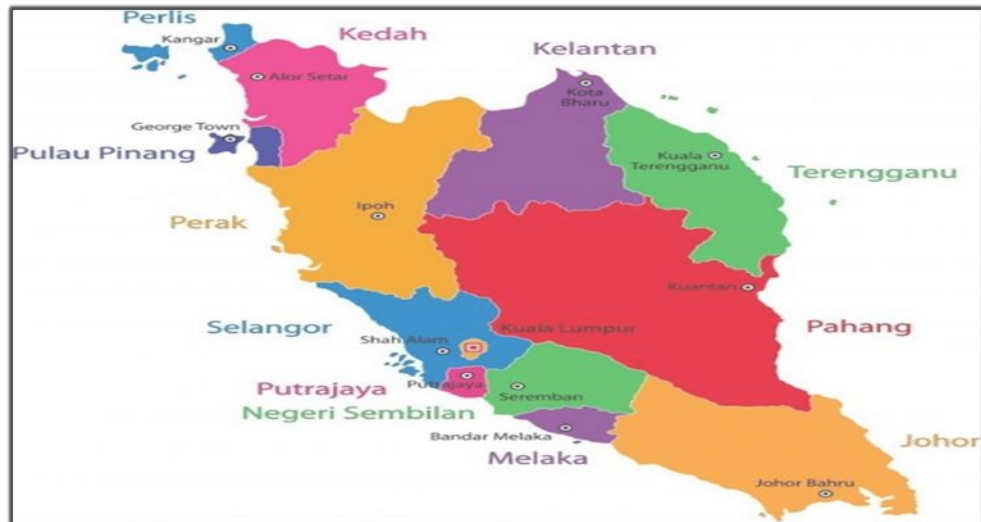 Perlis
Kangar
Kedah
Kelantan
Alor Setar
Kota
Bharu
George Town
Pulau Pinang
Kuala
Terengganu
Terengganu
Ipoh
Perak
Kuantan
Selangor
Kuala Lumpur
Pahang
Shah Alam
Putrajaya
Putrajaya
Seremban
Negeri Sembilan
Bandar Melaka
Johor
Melaka
Johor Bahru